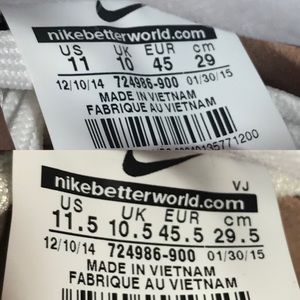 nikebetterworld.com
US UK EUR cm
11 10 45 29
12/10/14 724986-900 01/30/15
MADE IN VIETNAM
FABRIQUE AU VIETNAM
nikebetterworld.com
VJ
US UK EUR cm
11.5 10.5 45.5 29.5
12/10/14 724986-900 01/30/15
MADE IN VIETNAM
FABRIQUE AU VIETNAM